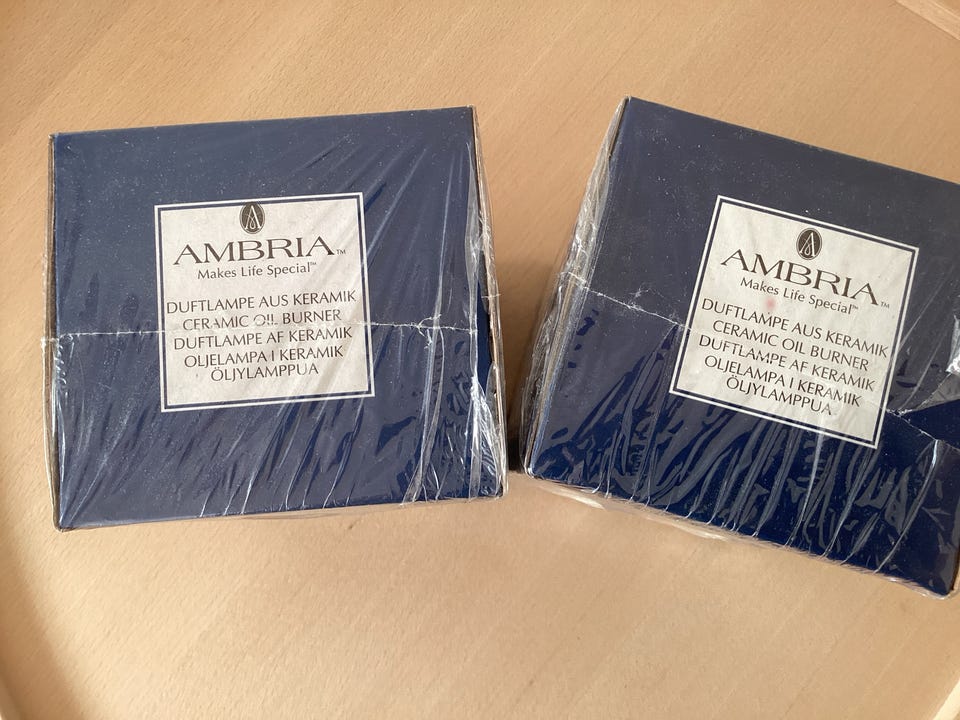 AMBRIA™
Makes Life Special™
DUFTLAMPE AUS KERAMIK
CERAMIC OIL BURNER
DUFTLAMPE AF KERAMIK
OLJELAMPA I KERAMIK
ÖLJYLAMPPUA
AMBRIA™
Makes Life Special™
DUFTLAMPE AUS KERAMIK
CERAMIC OIL BURNER
DUFTLAMPE AF KERAMIK
OLJELAMPA I KERAMIK
ÖLJYLAMPPUA